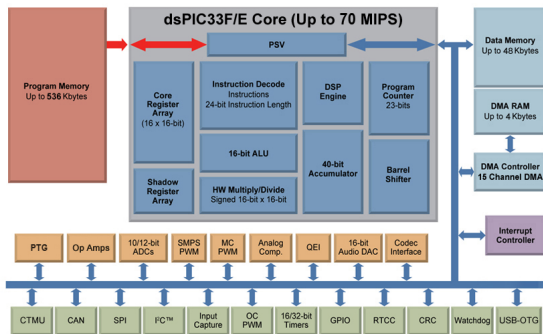 dsPIC33F/E Core (Up to 70 MIPS)
Program Memory
Up to 536 Kbytes
PSV
Core
Register
Array
(16 x 16-bit)
Instruction Decode
Instructions
24-bit Instruction Length
DSP
Engine
Program
Counter
23-bits
16-bit ALU
40-bit
Accumulator
Barrel
Shifter
Shadow
Register
Array
HW Multiply/Divide
Signed 16-bit x 16-bit
Data Memory
Up to 48 Kbytes
DMA RAM
Up to 4 Kbytes
DMA Controller
15 Channel DMA
Interrupt
Controller
PTG
Op Amps
10/12-bit
ADCs
SMPS
PWM
MC
PWM
Analog
Comp.
QEI
16-bit
Audio DAC
Codec
Interface
CTMU
CAN
SPI
I²C™
Input
Capture
OC
PWM
16/32-bit
Timers
GPIO
RTCC
CRC
Watchdog
USB-OTG